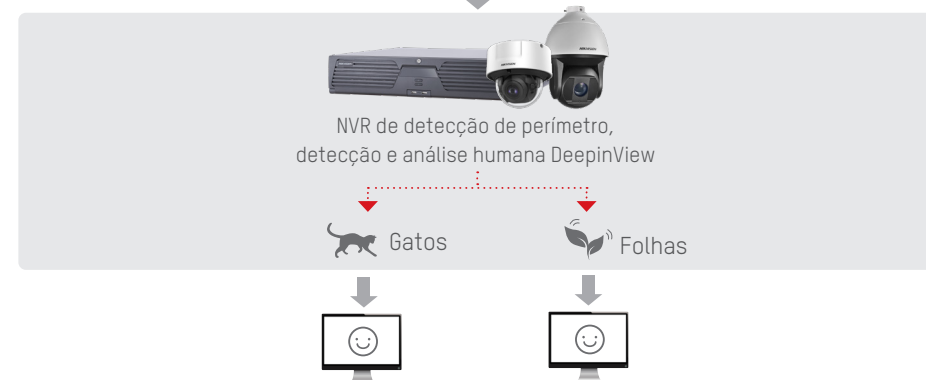 NVR de detecção de perímetro,
detecção e análise humana DeepinView
Gatos
Folhas